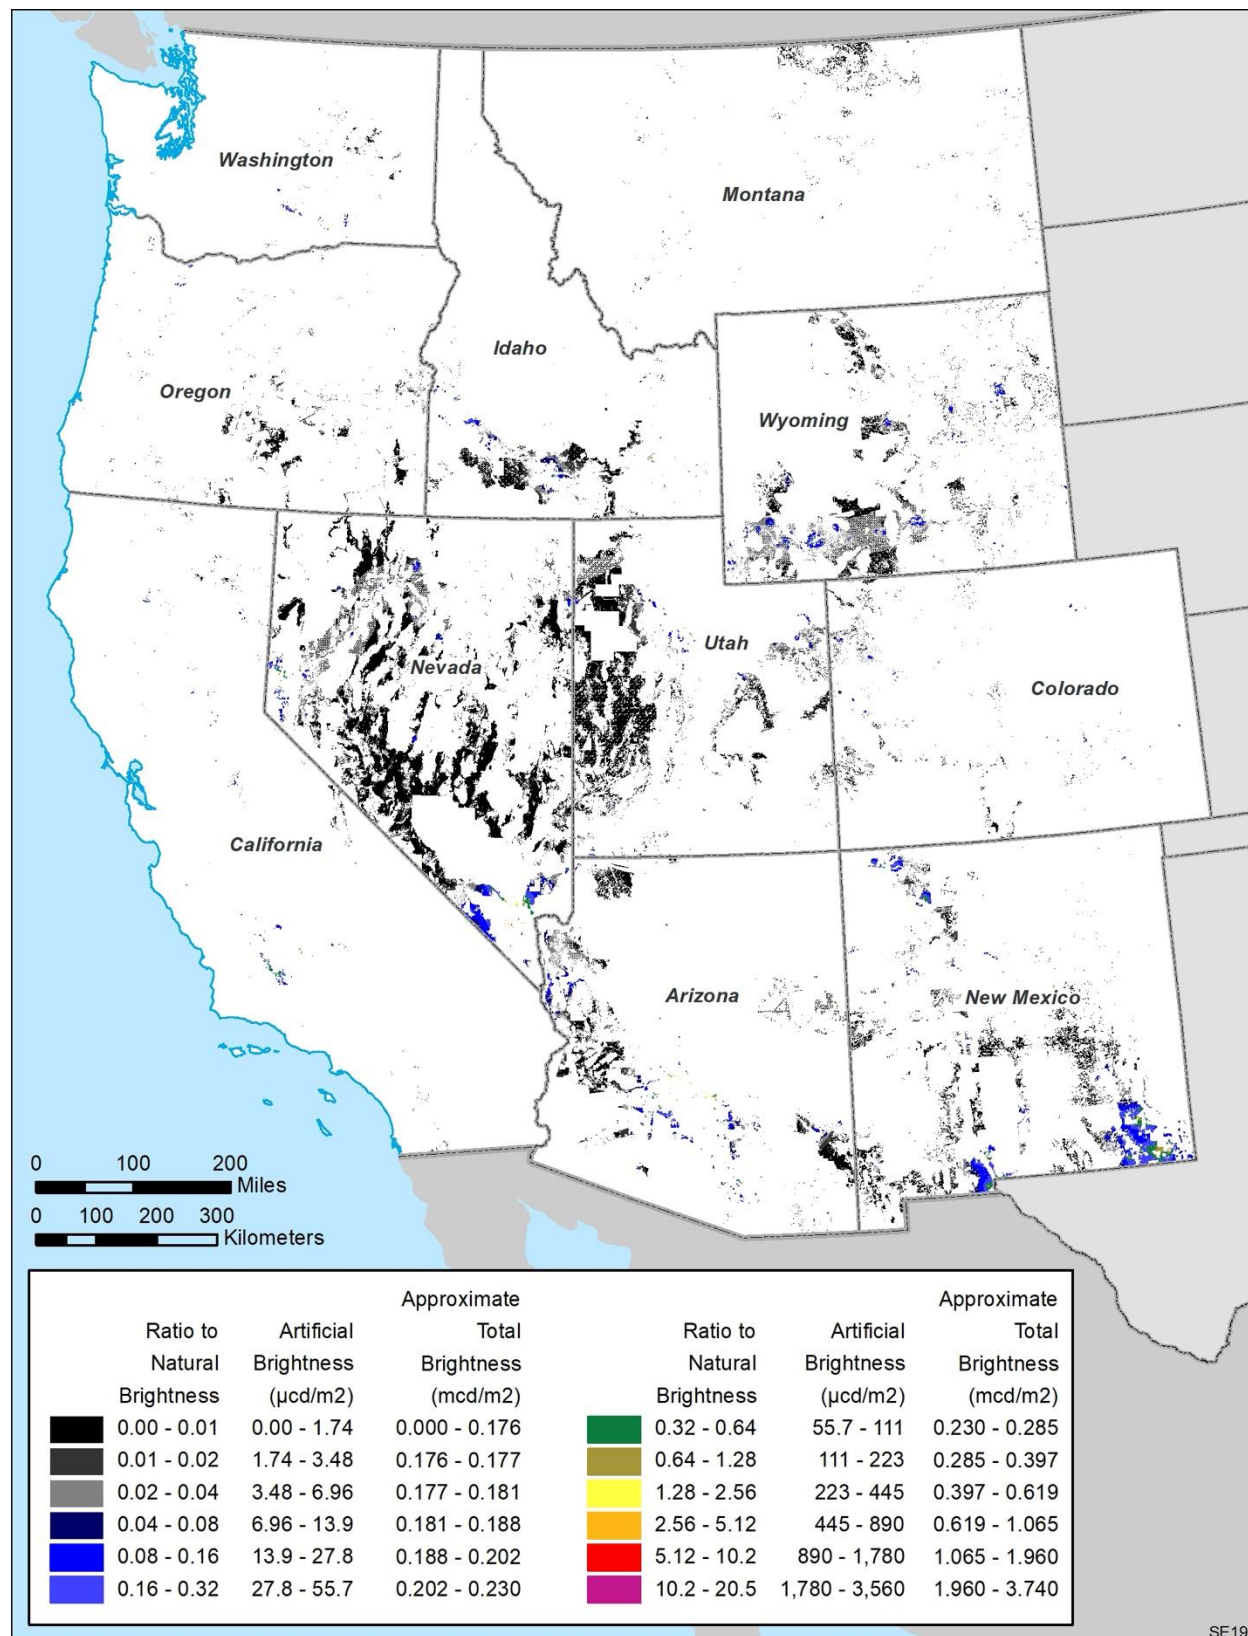 Washington
Montana
Idaho
Oregon
Wyoming
Utah
Nevada
Colorado
California
Arizona
New Mexico
0 100 200
Miles
0 100 200 300
Kilometers
Ratio to Natural Brightness
Artificial Brightness (µcd/m2)
Approximate Total Brightness (mcd/m2)
0.00 - 0.01 0.00 - 1.74 0.000 - 0.176
0.01 - 0.02 1.74 - 3.48 0.176 - 0.177
0.02 - 0.04 3.48 - 6.96 0.177 - 0.181
0.04 - 0.08 6.96 - 13.9 0.181 - 0.188
0.08 - 0.16 13.9 - 27.8 0.188 - 0.202
0.16 - 0.32 27.8 - 55.7 0.202 - 0.230
Ratio to Natural Brightness
Artificial Brightness (µcd/m2)
Approximate Total Brightness (mcd/m2)
0.32 - 0.64 55.7 - 111 0.230 - 0.285
0.64 - 1.28 111 - 223 0.285 - 0.397
1.28 - 2.56 223 - 445 0.397 - 0.619
2.56 - 5.12 445 - 890 0.619 - 1.065
5.12 - 10.2 890 - 1,780 1.065 - 1.960
10.2 - 20.5 1,780 - 3,560 1.960 - 3.740
SE19